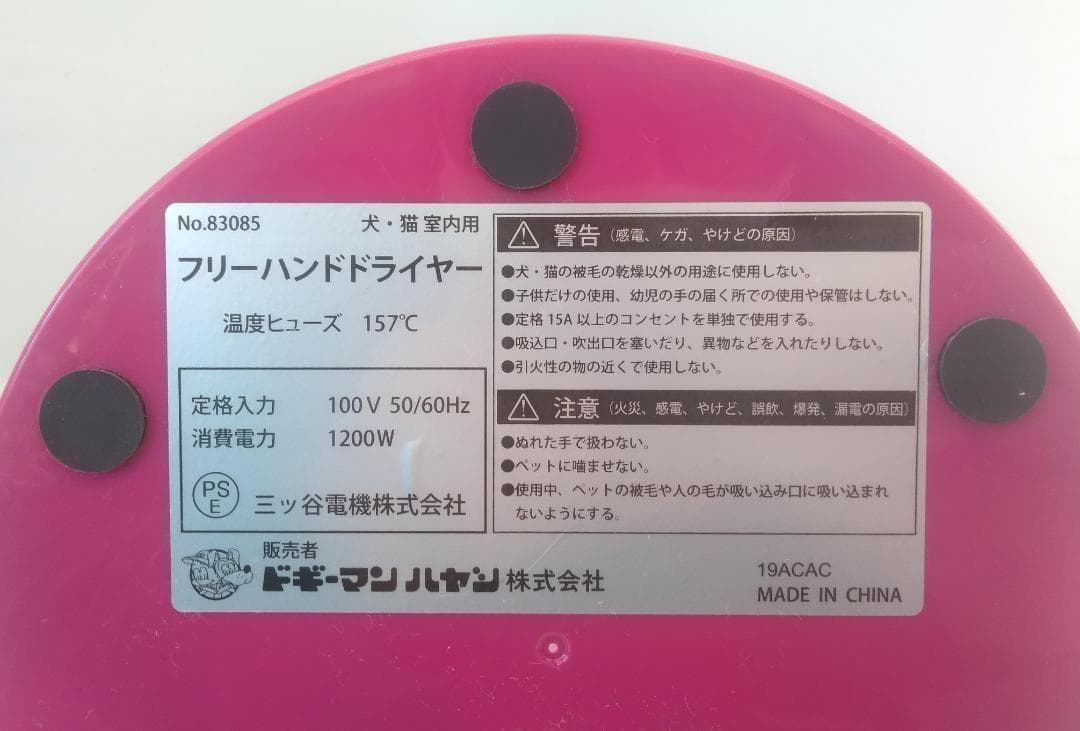 No.83085 犬・猫 室内用
フリーハンドドライヤー
温度ヒューズ 157℃
定格入力 100V 50/60Hz
消費電力 1200W
PS
E
三ッ谷電機株式会社
警告（感電、ケガ、やけどの原因）
●犬・猫の被毛の乾燥以外の用途に使用しない。
●子供だけの使用、幼児の手の届く所での使用や保管はしない。
●定格15A以上のコンセントを単独で使用する。
●吸込口・吹出口を塞いだり、異物などを入れたりしない。
●引火性の物の近くで使用しない。
注意（火災、感電、やけど、誤飲、爆発、漏電の原因）
●ぬれた手で扱わない。
●ペットに噛ませない。
●使用中、ペットの被毛や人の毛が吸い込み口に吸い込まれ
ないようにする。
販売者
ドギーマンハヤシ株式会社
19ACAC
MADE IN CHINA